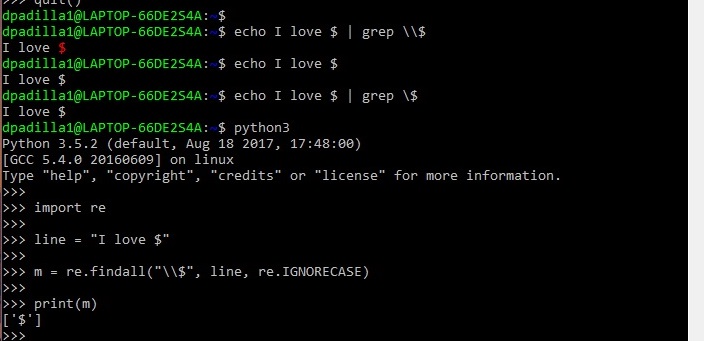 >>> quit()
dpadilla1@LAPTOP-66DE2S4A:~$
dpadilla1@LAPTOP-66DE2S4A:~$ echo I love $ | grep \\$
I love $
dpadilla1@LAPTOP-66DE2S4A:~$ echo I love $
I love $
dpadilla1@LAPTOP-66DE2S4A:~$ echo I love $ | grep \$
I love $
dpadilla1@LAPTOP-66DE2S4A:~$ python3
Python 3.5.2 (default, Aug 18 2017, 17:48:00)
[GCC 5.4.0 20160609] on linux
Type "help", "copyright", "credits" or "license" for more information.
>>>
>>> import re
>>>
>>> line = "I love $"
>>>
>>> m = re.findall("\\$", line, re.IGNORECASE)
>>>
>>> print(m)
['$']
>>>